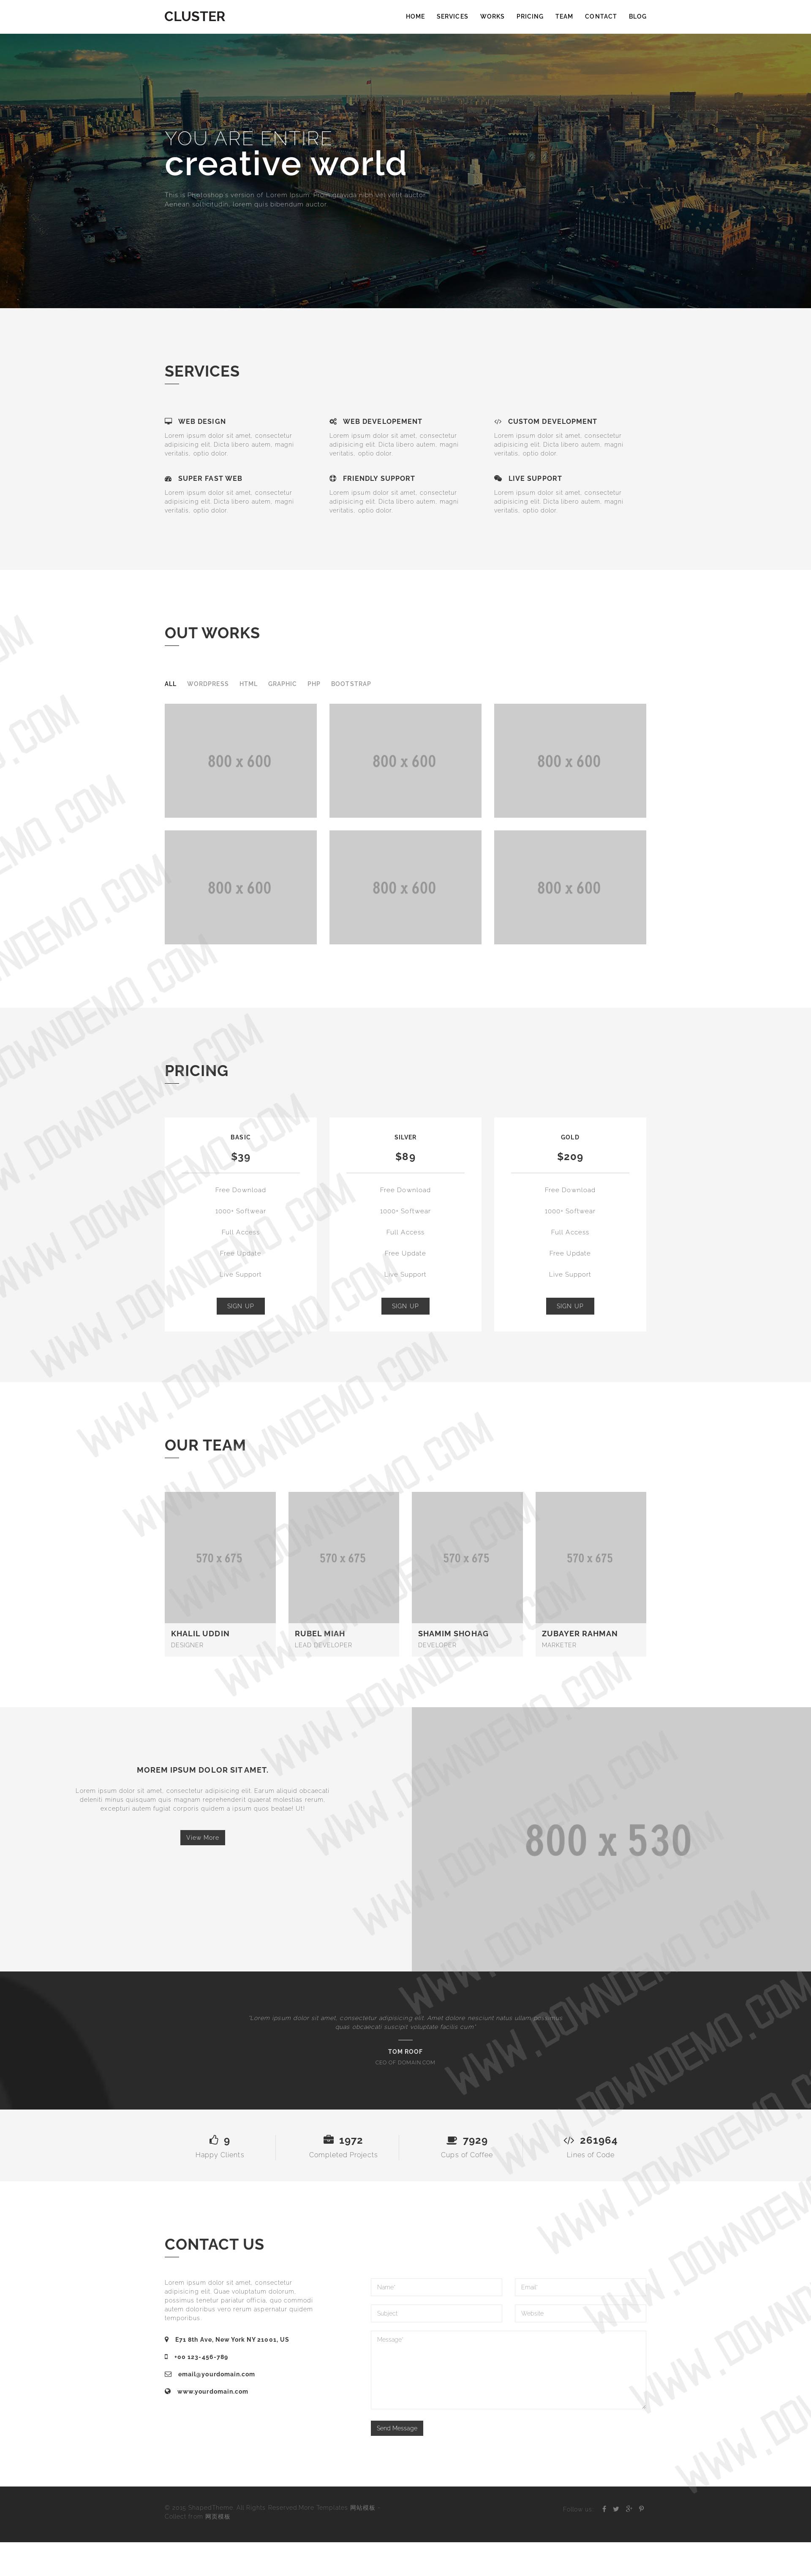 CLUSTER
HOME SERVICES WORKS PRICING TEAM CONTACT BLOG
YOU ARE ENTIRE
creative world
This is Photoshop's version of Lorem Ipsum. Proin gravida nibh vel velit auctor
Aenean sollicitudin, lorem quis bibendum auctor.
SERVICES
WEB DESIGN
Lorem ipsum dolor sit amet, consectetur
adipisicing elit. Dicta libero autem, magni
veritatis, optio dolor.
WEB DEVELOPEMENT
Lorem ipsum dolor sit amet, consectetur
adipisicing elit. Dicta libero autem, magni
veritatis, optio dolor.
CUSTOM DEVELOPMENT
Lorem ipsum dolor sit amet, consectetur
adipisicing elit. Dicta libero autem, magni
veritatis, optio dolor.
SUPER FAST WEB
Lorem ipsum dolor sit amet, consectetur
adipisicing elit. Dicta libero autem, magni
veritatis, optio dolor.
FRIENDLY SUPPORT
Lorem ipsum dolor sit amet, consectetur
adipisicing elit. Dicta libero autem, magni
veritatis, optio dolor.
LIVE SUPPORT
Lorem ipsum dolor sit amet, consectetur
adipisicing elit. Dicta libero autem, magni
veritatis, optio dolor.
OUT WORKS
ALL WORDPRESS HTML GRAPHIC PHP BOOTSTRAP
800 x 600 800 x 600 800 x 600
800 x 600 800 x 600 800 x 600
PRICING
BASIC
$39
Free Download
1000+ Softwear
Full Access
Free Update
Live Support
SIGN UP
SILVER
$89
Free Download
1000+ Softwear
Full Access
Free Update
Live Support
SIGN UP
GOLD
$209
Free Download
1000+ Softwear
Full Access
Free Update
Live Support
SIGN UP
OUR TEAM
570 x 675
KHALIL UDDIN
DESIGNER
570 x 675
RUBEL MIAH
LEAD DEVELOPER
570 x 675
SHAMIM SHOHAG
DEVELOPER
570 x 675
ZUBAYER RAHMAN
MARKETER
MOREM IPSUM DOLOR SIT AMET.
Lorem ipsum dolor sit amet, consectetur adipisicing elit. Earum aliquid obcaecati
deleniti minus quisquam quis magnam reprehenderit quaerat molestias rerum,
excepturi autem fugiat corporis quidem a ipsum quos beatae! Ut!
View More
800 x 530
"Lorem ipsum dolor sit amet, consectetur adipisicing elit. Amet dolore nesciunt natus ullam possimus
quas obcaecati suscipit voluptate facilis cum"
TOM ROOF
CEO OF DOMAIN.COM
9
Happy Clients
1972
Completed Projects
7929
Cups of Coffee
261964
Lines of Code
CONTACT US
Lorem ipsum dolor sit amet, consectetur
adipisicing elit. Quae voluptatum dolorum,
possimus tenetur pariatur officia, quo commodi
autem doloribus vero rerum aspernatur quidem
temporibus.
E71 8th Ave, New York NY 21001, US
+00 123-456-789
email@yourdomain.com
www.yourdomain.com
Name*
Email*
Subject
Website
Message*
Send Message
© 2015 ShapedTheme. All Rights Reserved.More Templates 网站模板 -
Collect from 网页模板
Follow us:
WWW.DOWNDEMO.COM